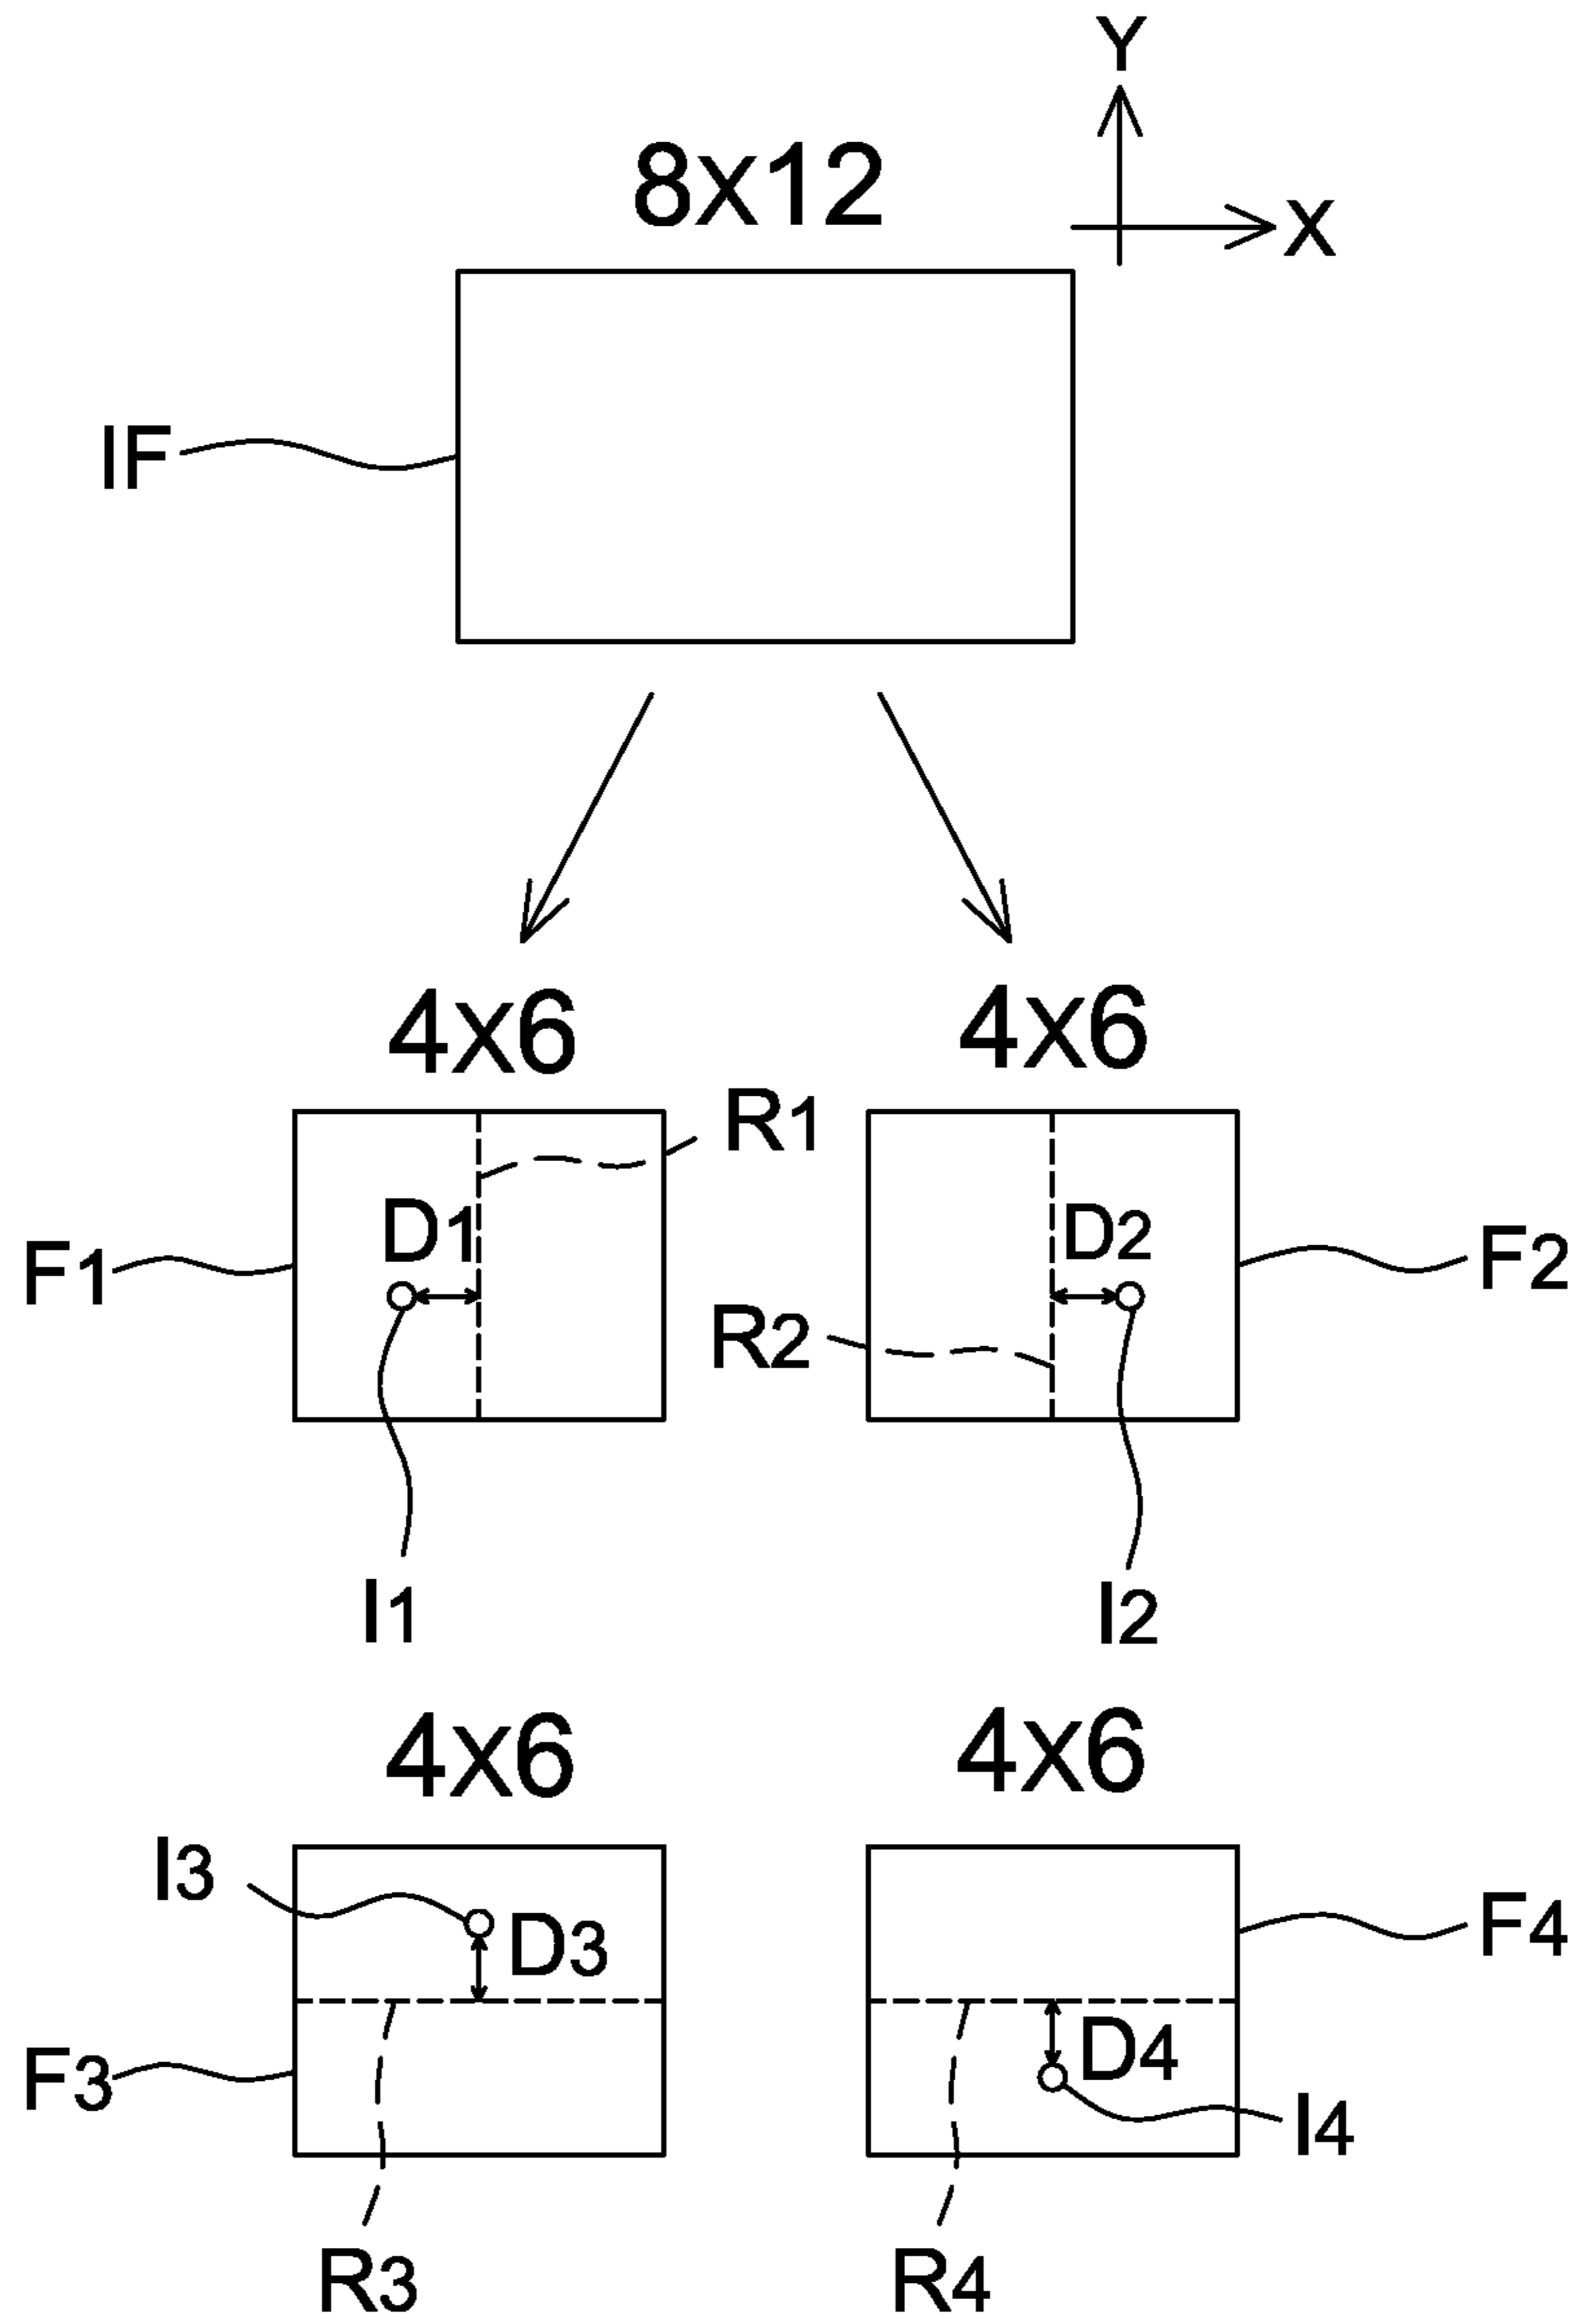 Y
8X12
X
IF
4X6 4X6
R1
D1 D2
F1 F2
R2
I1 I2
4X6 4X6
I3
D3 F4
D4
F3
I4
R3 R4